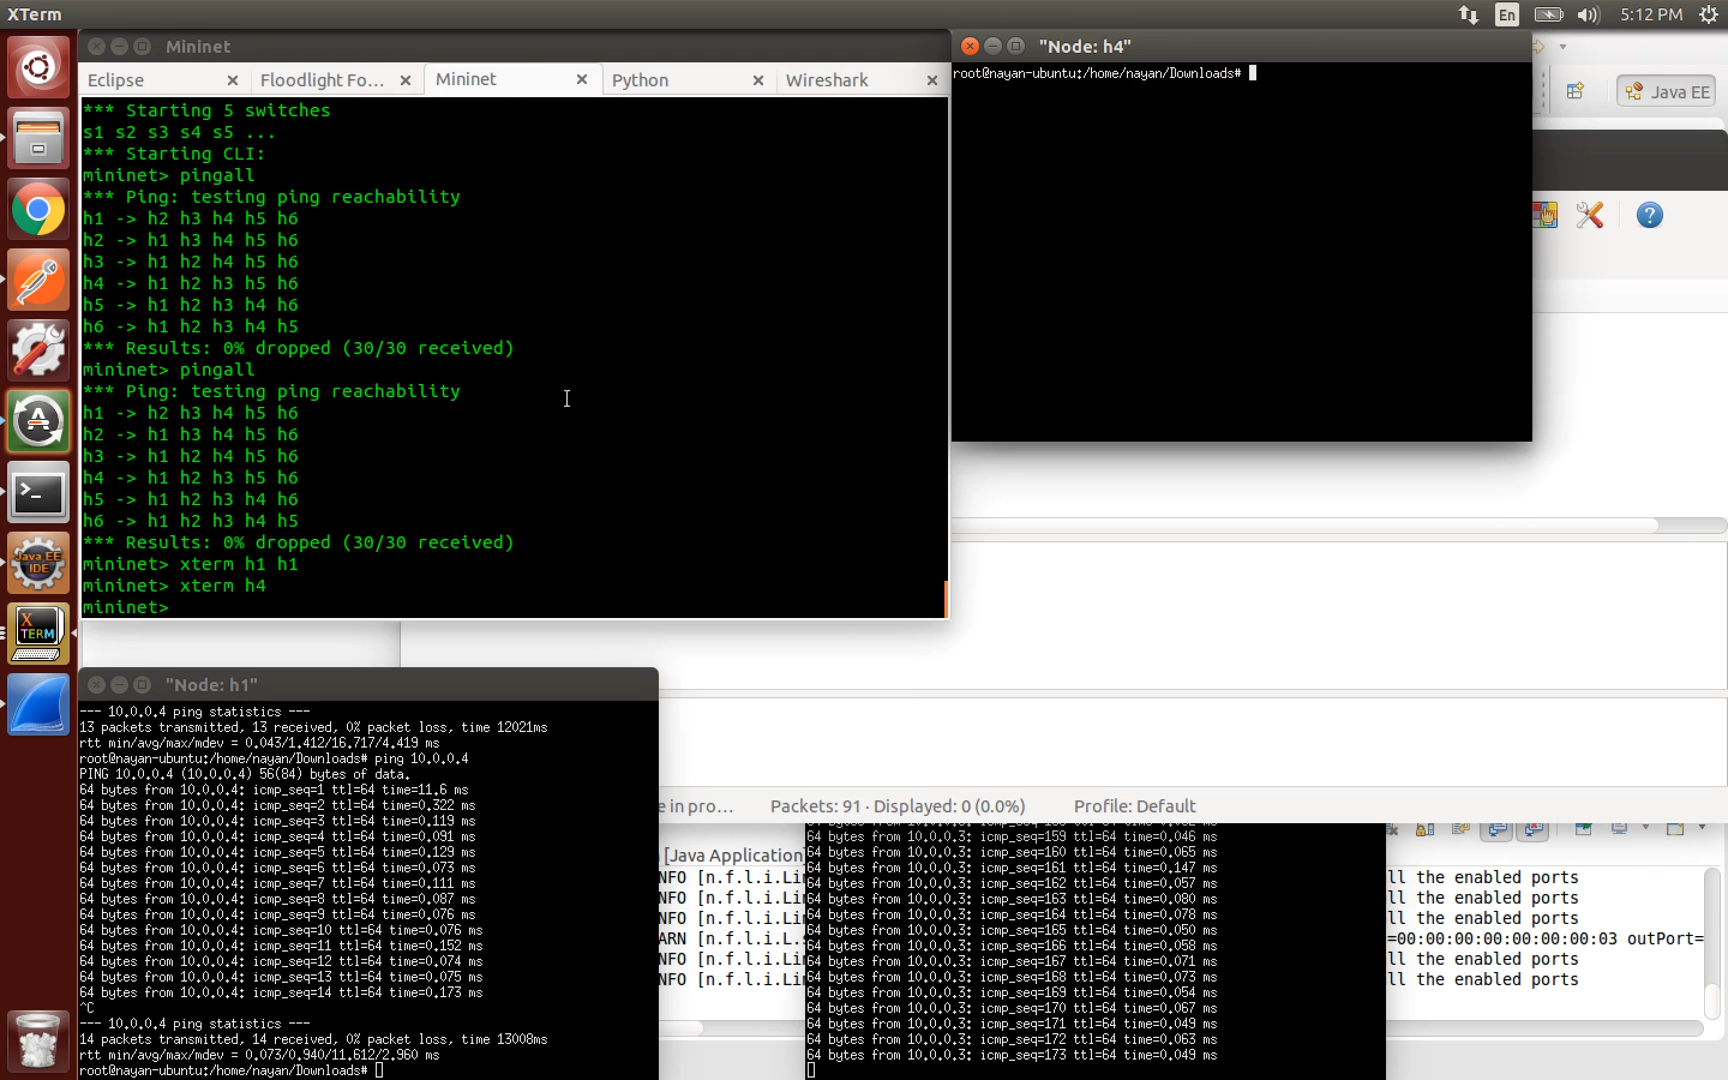 XTerm
En
5:12 PM
Mininet
Eclipse
Floodlight Fo...
Mininet
Python
Wireshark
*** Starting 5 switches
s1 s2 s3 s4 s5 ...
*** Starting CLI:
mininet> pingall
*** Ping: testing ping reachability
h1 -> h2 h3 h4 h5 h6
h2 -> h1 h3 h4 h5 h6
h3 -> h1 h2 h4 h5 h6
h4 -> h1 h2 h3 h5 h6
h5 -> h1 h2 h3 h4 h6
h6 -> h1 h2 h3 h4 h5
*** Results: 0% dropped (30/30 received)
mininet> pingall
*** Ping: testing ping reachability
h1 -> h2 h3 h4 h5 h6
h2 -> h1 h3 h4 h5 h6
h3 -> h1 h2 h4 h5 h6
h4 -> h1 h2 h3 h5 h6
h5 -> h1 h2 h3 h4 h6
h6 -> h1 h2 h3 h4 h5
*** Results: 0% dropped (30/30 received)
mininet> xterm h1 h1
mininet> xterm h4
mininet>
"Node: h4"
root@nayan-ubuntu:/home/nayan/Downloads#
Java EE
Java EE
IDE
X
TERM
"Node: h1"
--- 10.0.0.4 ping statistics ---
13 packets transmitted, 13 received, 0% packet loss, time 12021ms
rtt min/avg/max/mdev = 0.043/1.412/16.717/4.419 ms
root@nayan-ubuntu:/home/nayan/Downloads# ping 10.0.0.4
PING 10.0.0.4 (10.0.0.4) 56(84) bytes of data.
64 bytes from 10.0.0.4: icmp_seq=1 ttl=64 time=11.6 ms
64 bytes from 10.0.0.4: icmp_seq=2 ttl=64 time=0.322 ms
64 bytes from 10.0.0.4: icmp_seq=3 ttl=64 time=0.119 ms
64 bytes from 10.0.0.4: icmp_seq=4 ttl=64 time=0.091 ms
64 bytes from 10.0.0.4: icmp_seq=5 ttl=64 time=0.129 ms
64 bytes from 10.0.0.4: icmp_seq=6 ttl=64 time=0.073 ms
64 bytes from 10.0.0.4: icmp_seq=7 ttl=64 time=0.111 ms
64 bytes from 10.0.0.4: icmp_seq=8 ttl=64 time=0.087 ms
64 bytes from 10.0.0.4: icmp_seq=9 ttl=64 time=0.076 ms
64 bytes from 10.0.0.4: icmp_seq=10 ttl=64 time=0.076 ms
64 bytes from 10.0.0.4: icmp_seq=11 ttl=64 time=0.152 ms
64 bytes from 10.0.0.4: icmp_seq=12 ttl=64 time=0.074 ms
64 bytes from 10.0.0.4: icmp_seq=13 ttl=64 time=0.075 ms
64 bytes from 10.0.0.4: icmp_seq=14 ttl=64 time=0.173 ms
^C
--- 10.0.0.4 ping statistics ---
14 packets transmitted, 14 received, 0% packet loss, time 13008ms
rtt min/avg/max/mdev = 0.073/0.940/11.612/2.960 ms
root@nayan-ubuntu:/home/nayan/Downloads#
e in pro...
Packets: 91 · Displayed: 0 (0.0%)
Profile: Default
[Java Application]
NFO [n.f.l.i.Li
NFO [n.f.l.i.Li
NFO [n.f.l.i.Li
ARN [n.f.l.i.L.
NFO [n.f.l.i.Li
NFO [n.f.l.i.Li
64 bytes from 10.0.0.3: icmp_seq=159 ttl=64 time=0.046 ms
64 bytes from 10.0.0.3: icmp_seq=160 ttl=64 time=0.065 ms
64 bytes from 10.0.0.3: icmp_seq=161 ttl=64 time=0.147 ms
64 bytes from 10.0.0.3: icmp_seq=162 ttl=64 time=0.057 ms
64 bytes from 10.0.0.3: icmp_seq=163 ttl=64 time=0.080 ms
64 bytes from 10.0.0.3: icmp_seq=164 ttl=64 time=0.078 ms
64 bytes from 10.0.0.3: icmp_seq=165 ttl=64 time=0.050 ms
64 bytes from 10.0.0.3: icmp_seq=166 ttl=64 time=0.058 ms
64 bytes from 10.0.0.3: icmp_seq=167 ttl=64 time=0.071 ms
64 bytes from 10.0.0.3: icmp_seq=168 ttl=64 time=0.073 ms
64 bytes from 10.0.0.3: icmp_seq=169 ttl=64 time=0.054 ms
64 bytes from 10.0.0.3: icmp_seq=170 ttl=64 time=0.067 ms
64 bytes from 10.0.0.3: icmp_seq=171 ttl=64 time=0.049 ms
64 bytes from 10.0.0.3: icmp_seq=172 ttl=64 time=0.063 ms
64 bytes from 10.0.0.3: icmp_seq=173 ttl=64 time=0.049 ms
ll the enabled ports
ll the enabled ports
ll the enabled ports
=00:00:00:00:00:00:00:03 outPort=
ll the enabled ports
ll the enabled ports